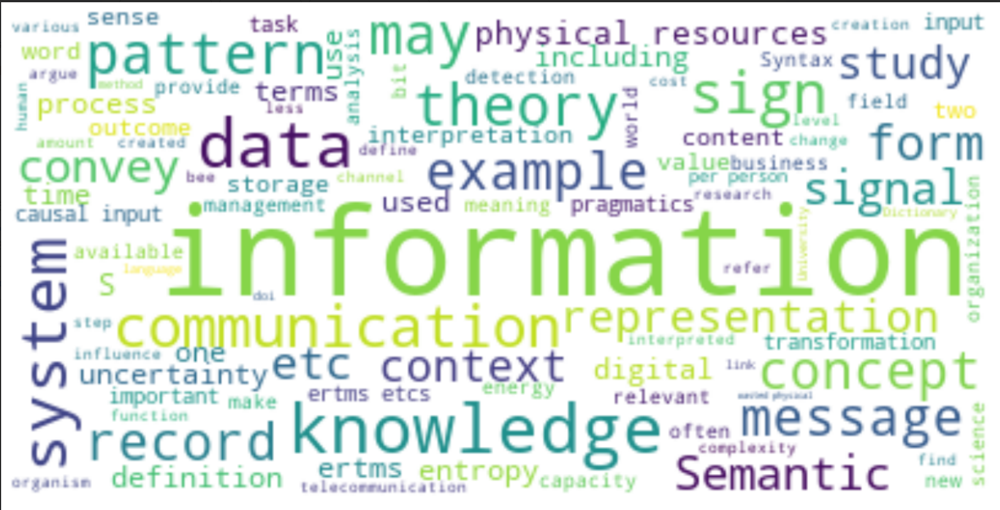 various
sense
task
may
physical resources
creation
input
word
pattern
use
analysis
including
Syntax
study
argue
method
provide
terms
bit
detection
cost
sign
human
process
less
theory
world
field
two
outcome
level
amount
created
data
interpretation
define
content
change
form
convey
bee
storage
channel
example
value
business
per person
signal
time
management
used
meaning
pragmatics
research
Dictionary
organization
causal input
information
University
system
available
language
S
refer
doi
step
communication
representation
interpreted
transformation
influence
one
etc
context
digital
link
concept
uncertainty
important
make
ertms etcs
energy
relevant
function
record
knowledge
message
often
complexity
science
definition
ertms
entropy
capacity
Semantic
find
new
organism
telecommunication